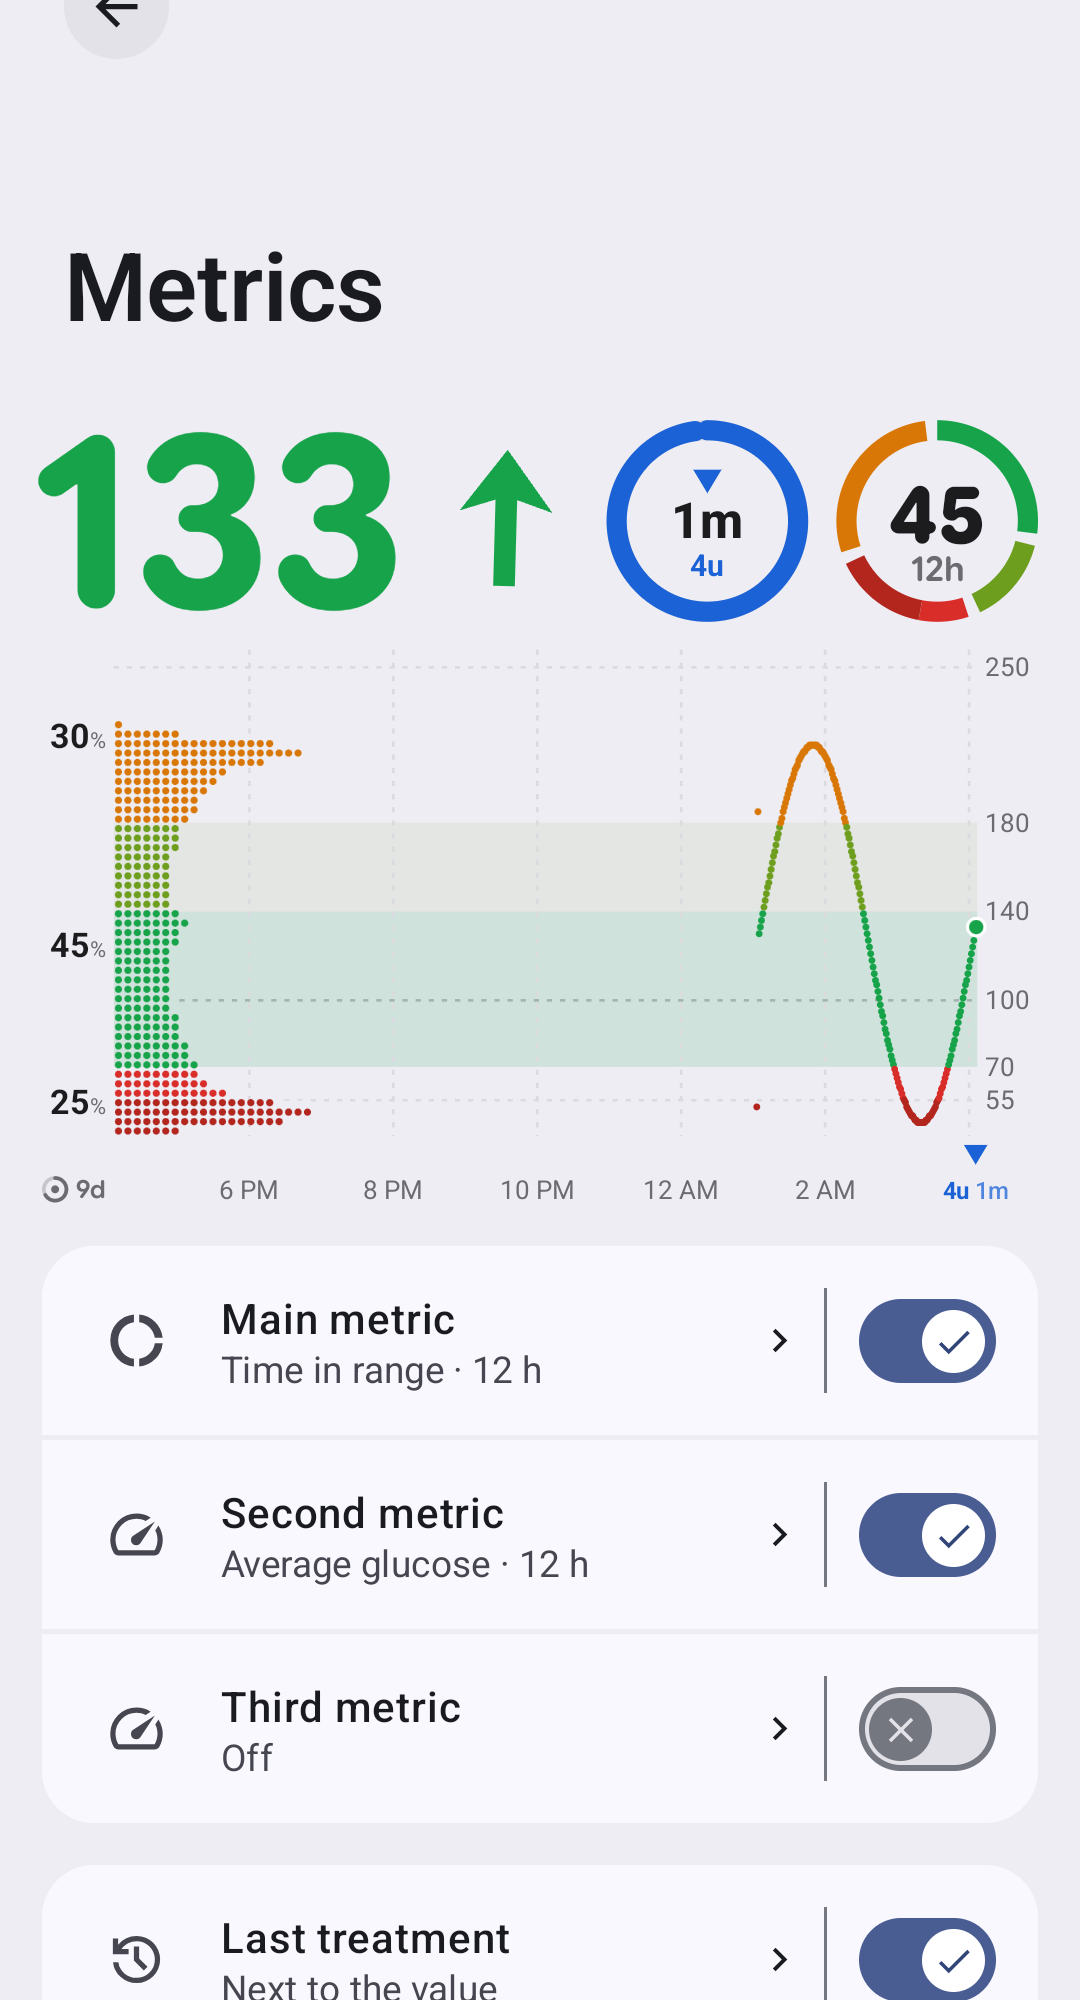 Metrics
133
1m
4u
45
12h
250
30%
180
140
45%
100
70
25%
55
9d
6 PM
8 PM
10 PM
12 AM
2 AM
4u 1m
Main metric
Time in range · 12 h
Second metric
Average glucose · 12 h
Third metric
Off
Last treatment
Next to the value